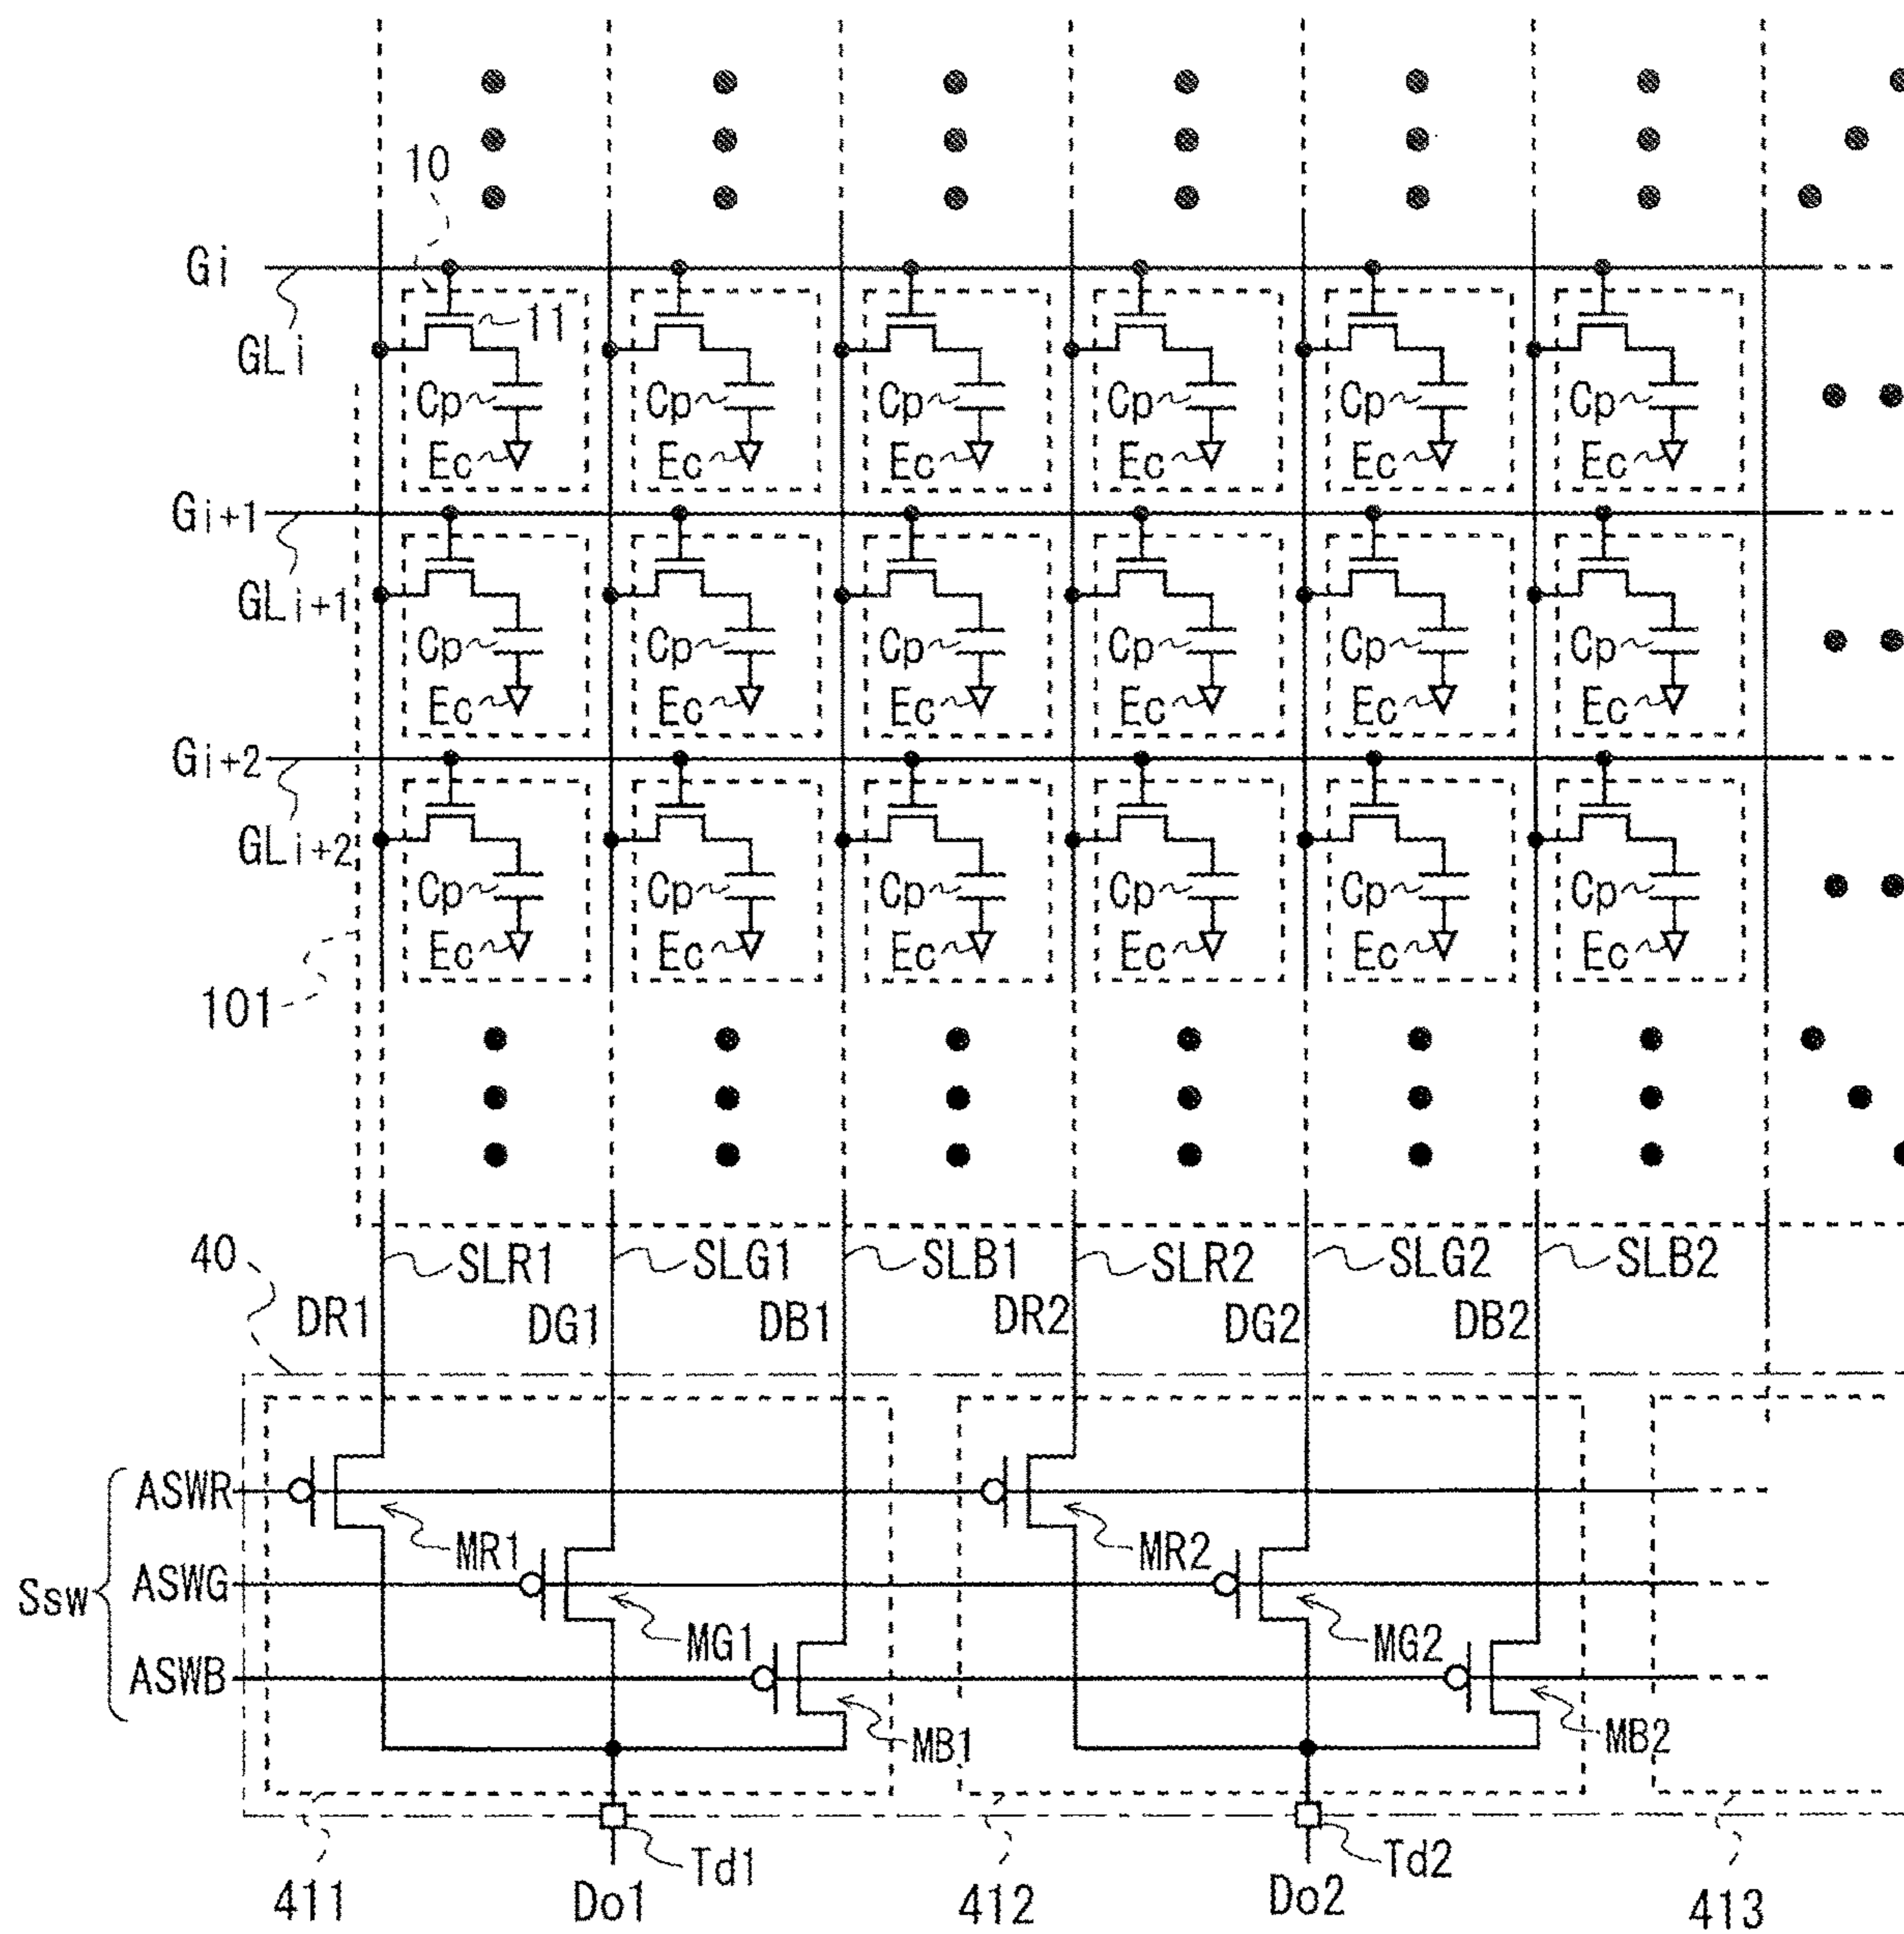 10
Gi
11
GLi
Cp Cp Cp Cp Cp Cp
Ec Ec Ec Ec Ec Ec
Gi+1
GLi+1
Cp Cp Cp Cp Cp Cp
Ec Ec Ec Ec Ec Ec
Gi+2
GLi+2
Cp Cp Cp Cp Cp Cp
Ec Ec Ec Ec Ec Ec
101
40 SLR1 SLG1 SLB1 SLR2 SLG2 SLB2
DR1 DG1 DB1 DR2 DG2 DB2
ASWR
MR1 MR2
Ssw ASWG
MG1 MG2
ASWB
MB1 MB2
Td1 Td2
411 Do1 412 Do2 413